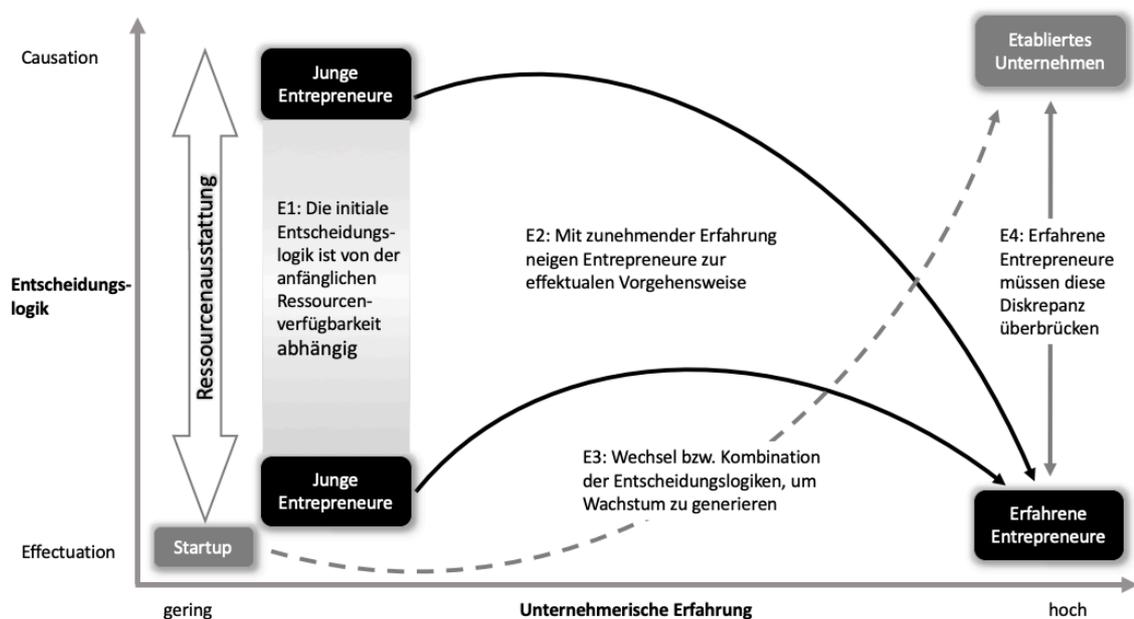 Causation
Junge
Entrepreneure
Etabliertes
Unternehmen
Ressourcenausstattung
E1: Die initiale
Entscheidungs-
logik ist von der
anfänglichen
Ressourcen-
verfügbarkeit
abhängig
E2: Mit zunehmender Erfahrung
neigen Entrepreneure zur
effektualen Vorgehensweise
E4: Erfahrene
Entrepreneure
müssen diese
Diskrepanz
überbrücken
Entscheidungs-
logik
E3: Wechsel bzw. Kombination
der Entscheidungslogiken, um
Wachstum zu generieren
Junge
Entrepreneure
Erfahrene
Entrepreneure
Effectuation
Startup
gering
Unternehmerische Erfahrung
hoch